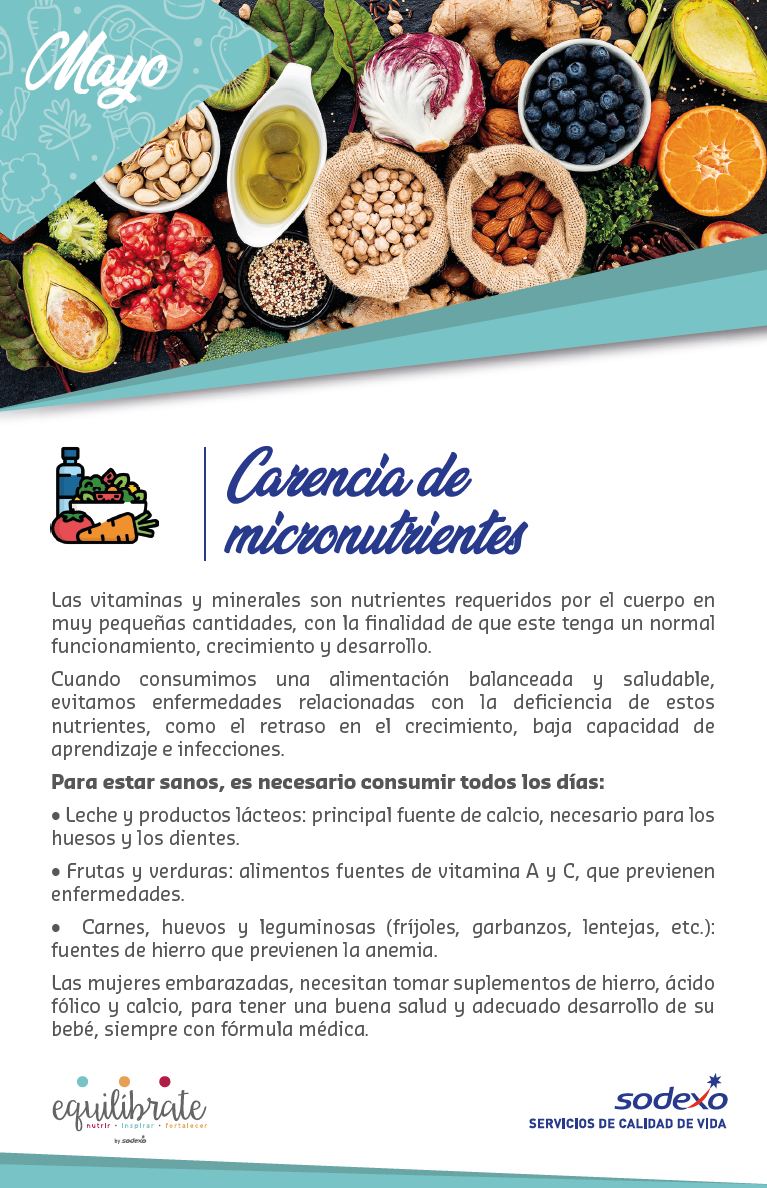 Mayo
Carencia de
micronutrientes
Las vitaminas y minerales son nutrientes requeridos por el cuerpo en
muy pequeñas cantidades, con la finalidad de que este tenga un normal
funcionamiento, crecimiento y desarrollo.
Cuando consumimos una alimentación balanceada y saludable,
evitamos enfermedades relacionadas con la deficiencia de estos
nutrientes, como el retraso en el crecimiento, baja capacidad de
aprendizaje e infecciones.
Para estar sanos, es necesario consumir todos los días:
• Leche y productos lácteos: principal fuente de calcio, necesario para los
huesos y los dientes.
• Frutas y verduras: alimentos fuentes de vitamina A y C, que previenen
enfermedades.
• Carnes, huevos y leguminosas (fríjoles, garbanzos, lentejas, etc.):
fuentes de hierro que previenen la anemia.
Las mujeres embarazadas, necesitan tomar suplementos de hierro, ácido
fólico y calcio, para tener una buena salud y adecuado desarrollo de su
bebé, siempre con fórmula médica.
equilibrate
nutrir • inspirar • fortalecer
by sodexo
sodexo
SERVICIOS DE CALIDAD DE VIDA